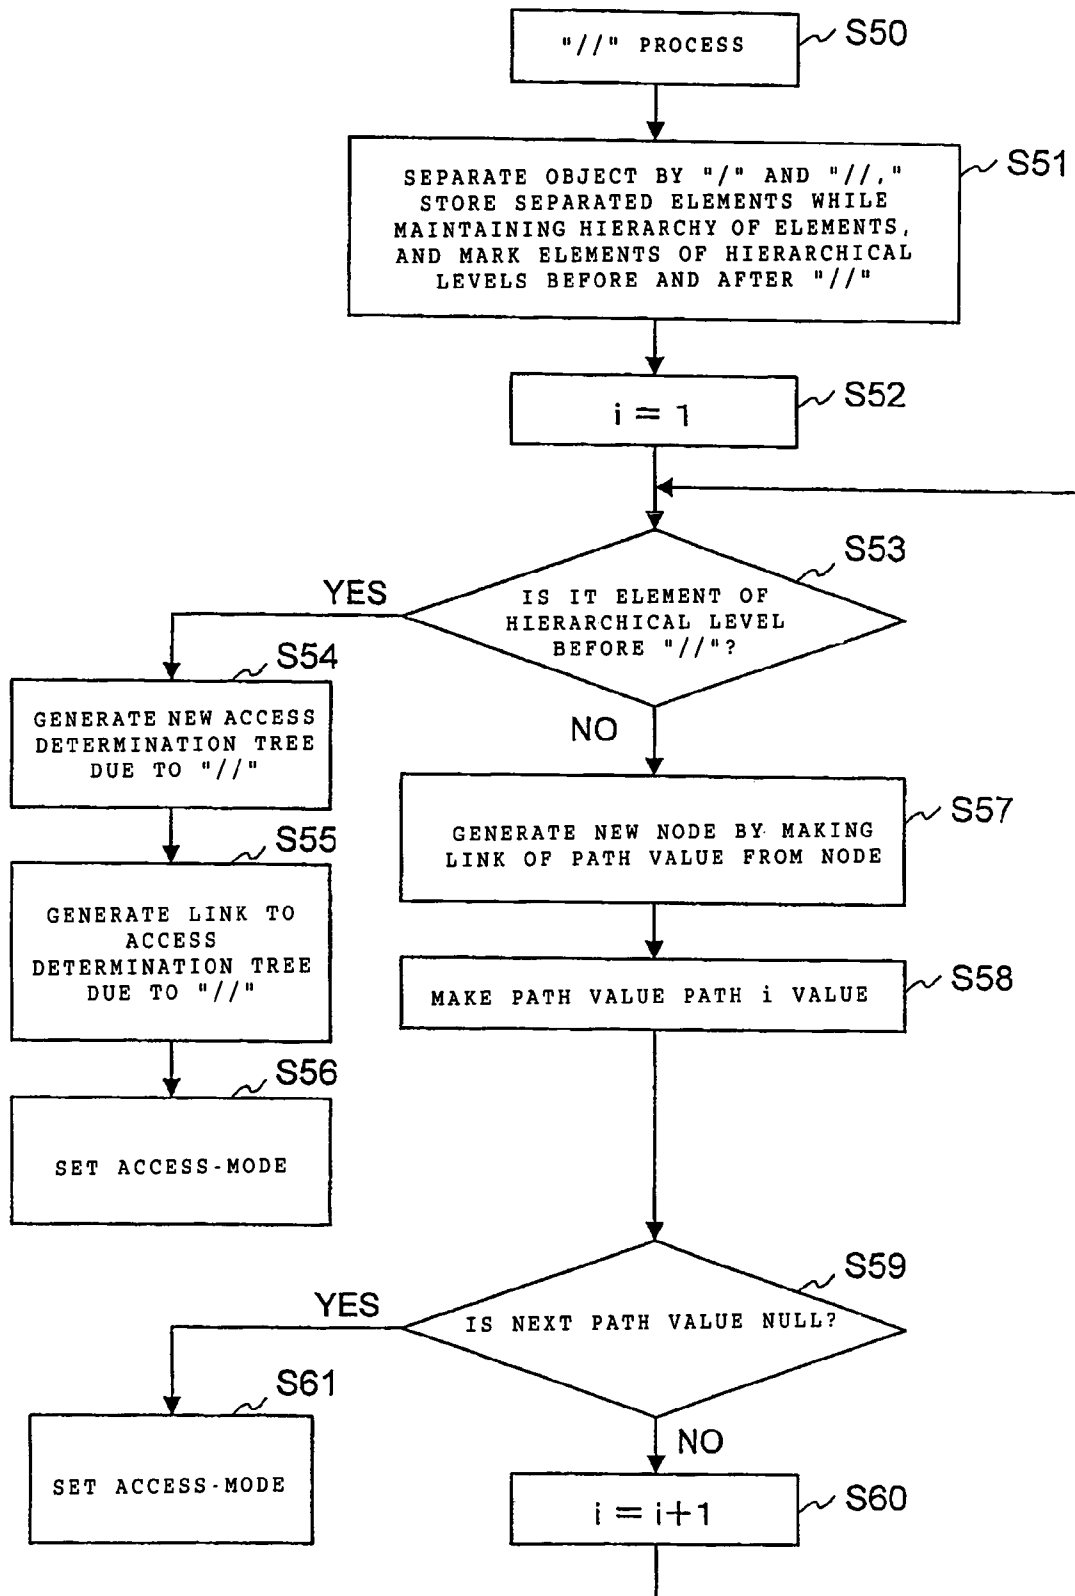 "//" PROCESS
S50
SEPARATE OBJECT BY "/" AND "//,"
STORE SEPARATED ELEMENTS WHILE
MAINTAINING HIERARCHY OF ELEMENTS,
AND MARK ELEMENTS OF HIERARCHICAL
LEVELS BEFORE AND AFTER "//"
S51
i = 1
S52
S53
IS IT ELEMENT OF
HIERARCHICAL LEVEL
BEFORE "//"?
YES
NO
S54
GENERATE NEW ACCESS
DETERMINATION TREE
DUE TO "//"
S55
GENERATE LINK TO
ACCESS
DETERMINATION TREE
DUE TO "//"
S56
SET ACCESS-MODE
S57
GENERATE NEW NODE BY MAKING
LINK OF PATH VALUE FROM NODE
S58
MAKE PATH VALUE PATH i VALUE
S59
IS NEXT PATH VALUE NULL?
YES
NO
S61
SET ACCESS-MODE
S60
i = i+1